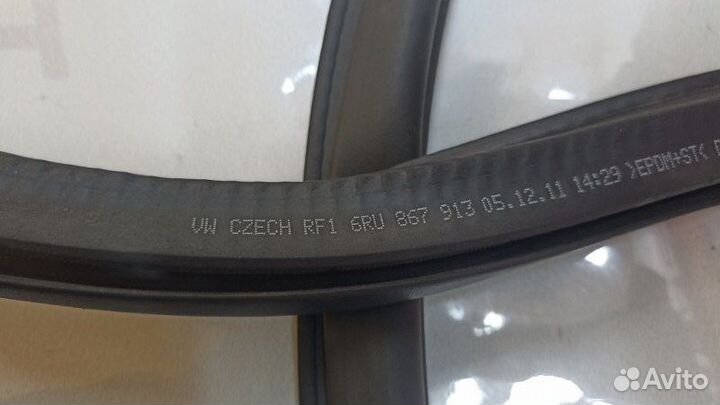 VW CZECH RF1 6RU 867 913 05.12.11 14:29 >EPDM+ST<
Avito